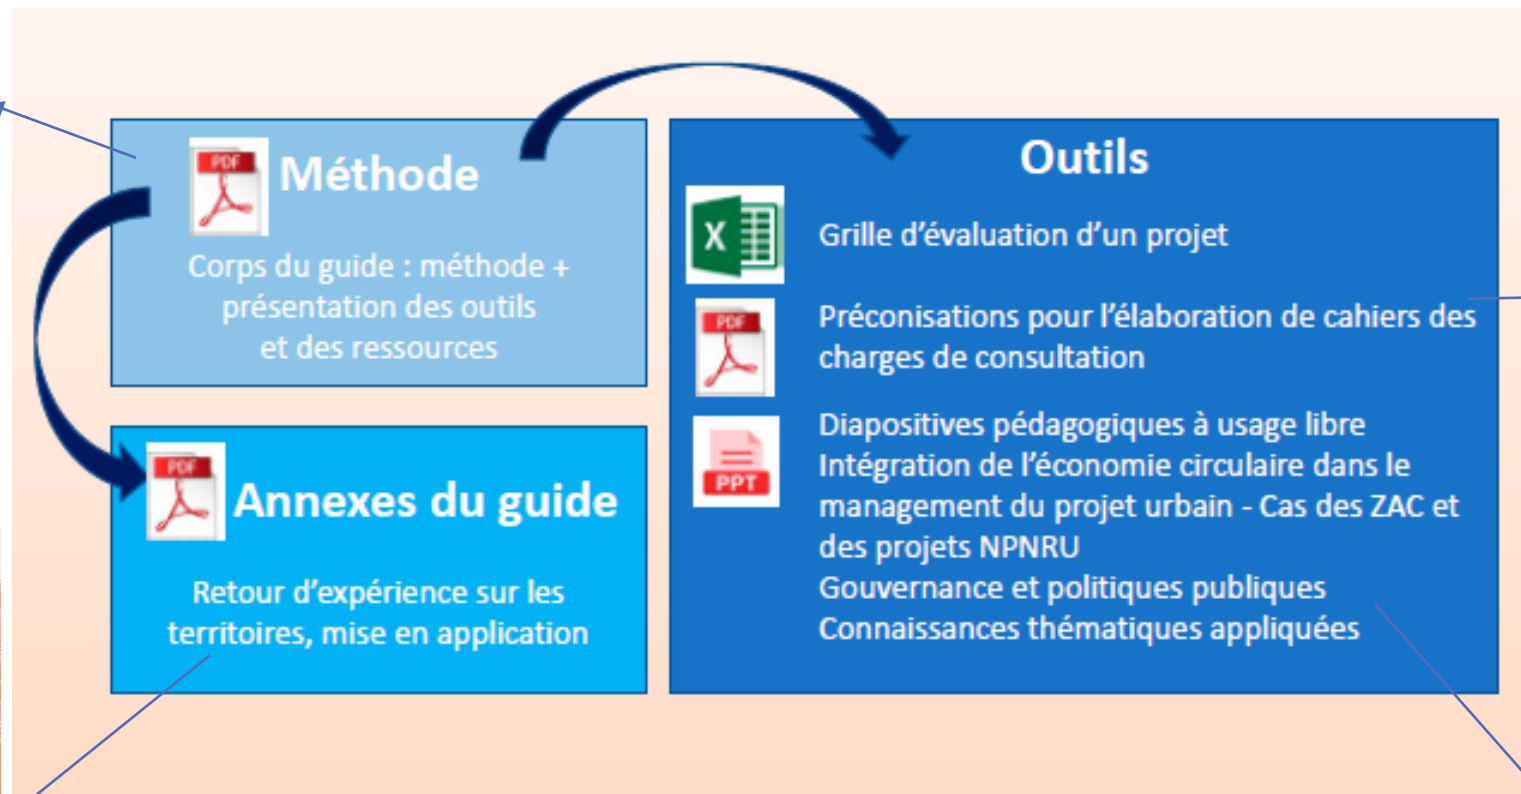 PDF
Méthode
Corps du guide : méthode +
présentation des outils
et des ressources
PDF
Annexes du guide
Retour d'expérience sur les
territoires, mise en application
Outils
X
Grille d'évaluation d'un projet
PDF
Préconisations pour l'élaboration de cahiers des
charges de consultation
PPT
Diapositives pédagogiques à usage libre
Intégration de l'économie circulaire dans le
management du projet urbain - Cas des ZAC et
des projets NPNRU
Gouvernance et politiques publiques
Connaissances thématiques appliquées